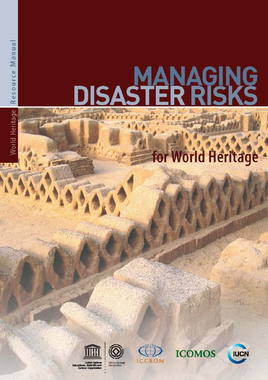 World Heritage Resource Manual
MANAGING
DISASTER RISKS
for World Heritage
ICCROM
ICOMOS
IUCN